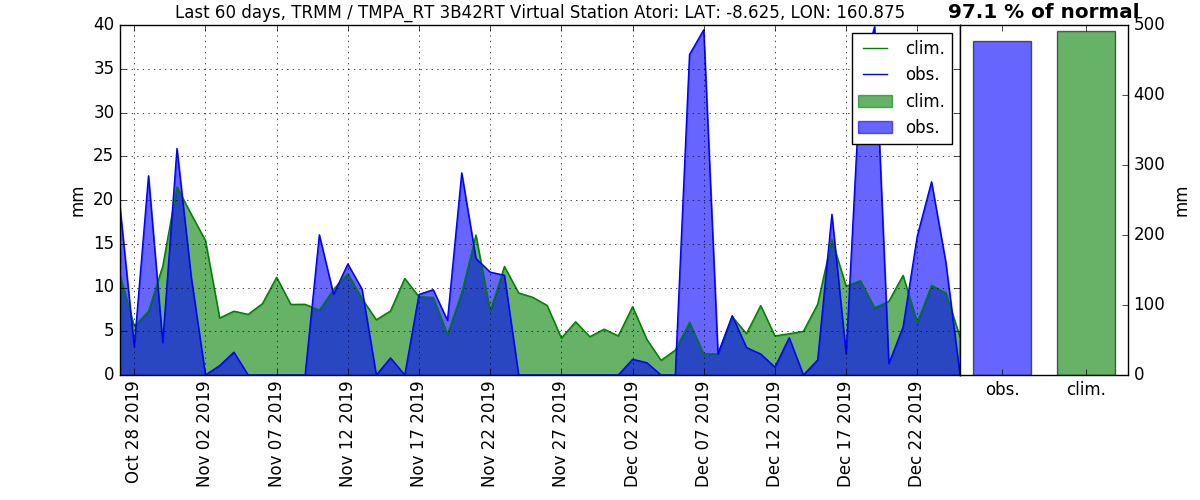 Last 60 days, TRMM / TMPA_RT 3B42RT Virtual Station Atori: LAT: -8.625, LON: 160.875
97.1 % of normal
40
35
30
25
20
15
10
5
0
mm
clim.
obs.
clim.
obs.
500
400
300
200
100
0
mm
obs.
clim.
Oct 28 2019
Nov 02 2019
Nov 07 2019
Nov 12 2019
Nov 17 2019
Nov 22 2019
Nov 27 2019
Dec 02 2019
Dec 07 2019
Dec 12 2019
Dec 17 2019
Dec 22 2019